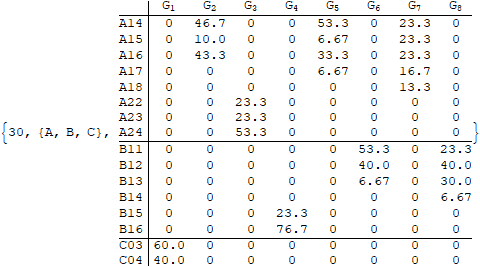 G₁ G₂ G₃ G₄ G₅ G₆ G₇ G₈
A14 0 46.7 0 0 53.3 0 23.3 0
A15 0 10.0 0 0 6.67 0 23.3 0
A16 0 43.3 0 0 33.3 0 23.3 0
A17 0 0 0 0 6.67 0 16.7 0
A18 0 0 0 0 0 0 13.3 0
A22 0 0 23.3 0 0 0 0 0
A23 0 0 23.3 0 0 0 0 0
{30, {A, B, C}, A24 0 0 53.3 0 0 0 0 0 }
B11 0 0 0 0 0 53.3 0 23.3
B12 0 0 0 0 0 40.0 0 40.0
B13 0 0 0 0 0 6.67 0 30.0
B14 0 0 0 0 0 0 0 6.67
B15 0 0 0 23.3 0 0 0 0
B16 0 0 0 76.7 0 0 0 0
C03 60.0 0 0 0 0 0 0 0
C04 40.0 0 0 0 0 0 0 0